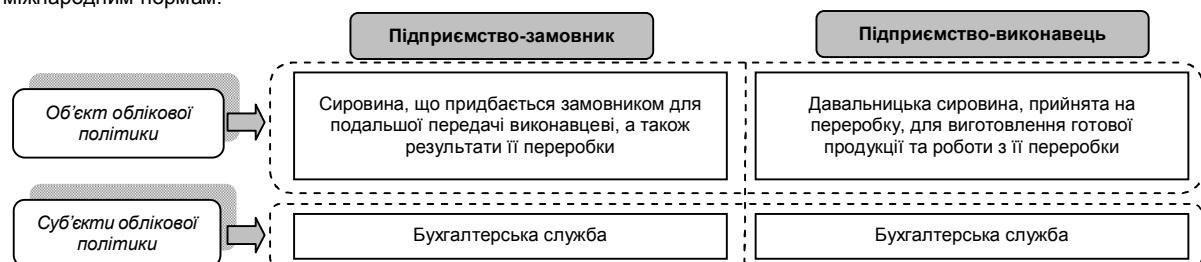 міжнародним нормам.
Підприємство-замовник
Підприємство-виконавець
Об’єкт облікової
політики
Сировина, що придбається замовником для
подальшої передачі виконавцеві, а також
результати її переробки
Давальницька сировина, прийнята на
переробку, для виготовлення готової
продукції та роботи з її переробки
Суб’єкти облікової
політики
Бухгалтерська служба
Бухгалтерська служба